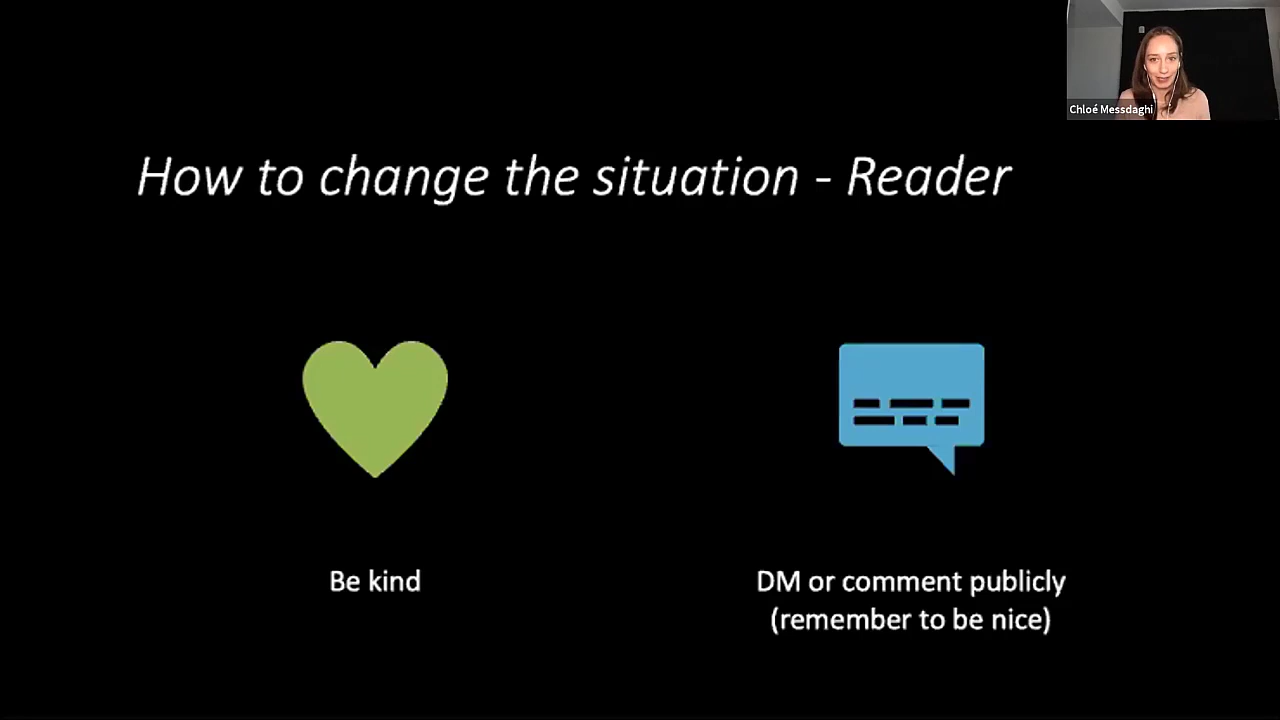 Chloé Messdaghi
How to change the situation - Reader
Be kind
DM or comment publicly
(remember to be nice)